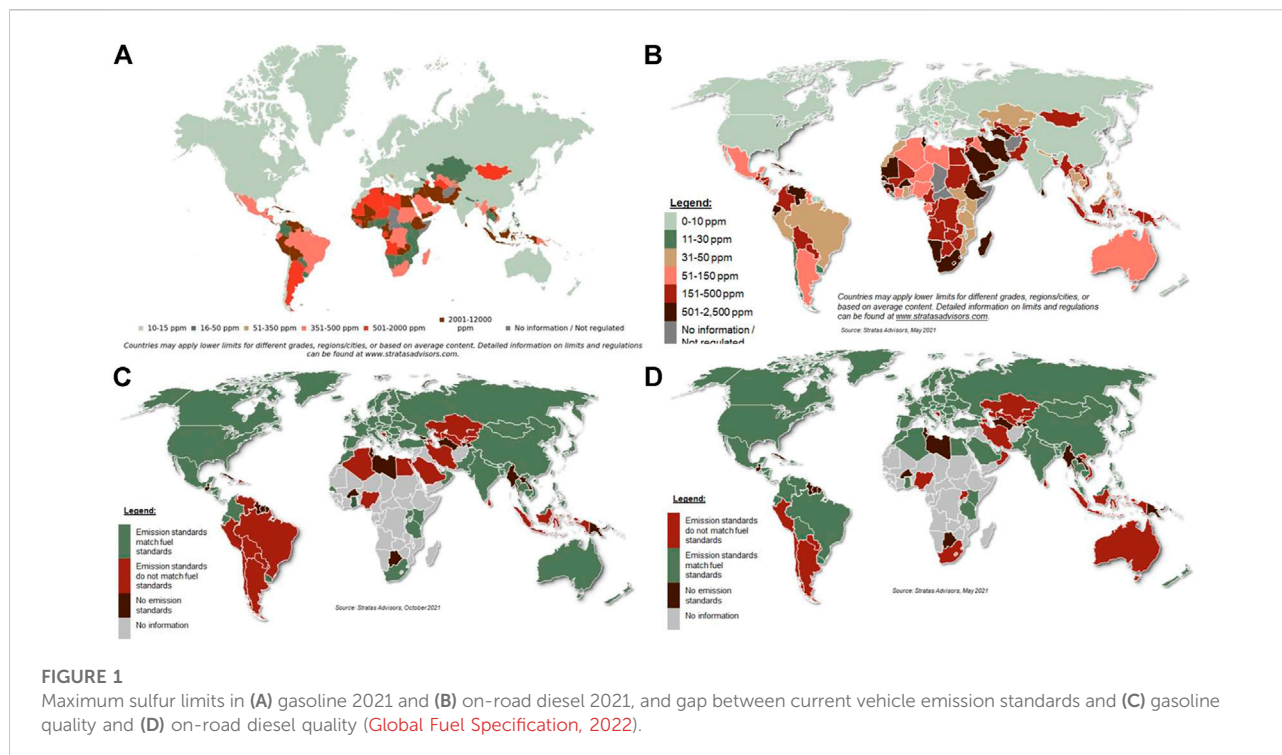 A
B
Legend:
0-10 ppm
11-30 ppm
31-50 ppm
51-150 ppm
151-500 ppm
501-2,500 ppm
No information /
Not regulated
Countries may apply lower limits for different grades, regions/cities, or
based on average content. Detailed information on limits and regulations
can be found at www.stratasadvisors.com.
Source: Stratas Advisors, May 2021
10-15 ppm
16-50 ppm
51-350 ppm
351-500 ppm
501-2000 ppm
2001-12000
ppm
No information / Not regulated
Countries may apply lower limits for different grades, regions/cities, or based on average content. Detailed information on limits and regulations
can be found at www.stratasadvisors.com.
C
Legend:
Emission standards
match fuel
standards
Emission standards
do not match fuel
standards
No emission
standards
No information
Source: Stratas Advisors, October 2021
D
Legend:
Emission standards
do not match fuel
standards
Emission standards
match fuel
standards
No emission
standards
No information
Source: Stratas Advisors, May 2021
FIGURE 1
Maximum sulfur limits in (A) gasoline 2021 and (B) on-road diesel 2021, and gap between current vehicle emission standards and (C) gasoline
quality and (D) on-road diesel quality (Global Fuel Specification, 2022).